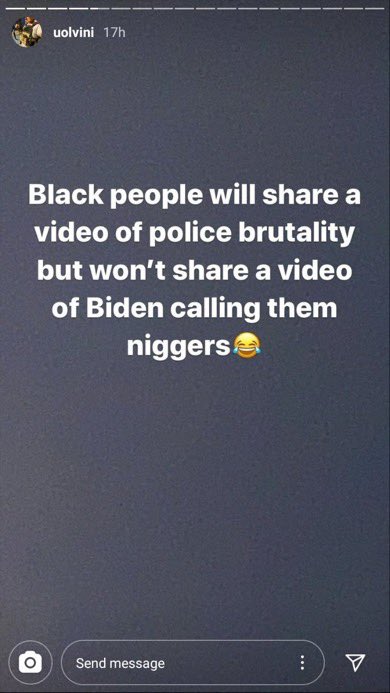 uolvini 17h
Black people will share a
video of police brutality
but won't share a video
of Biden calling them
niggers😂
Send message